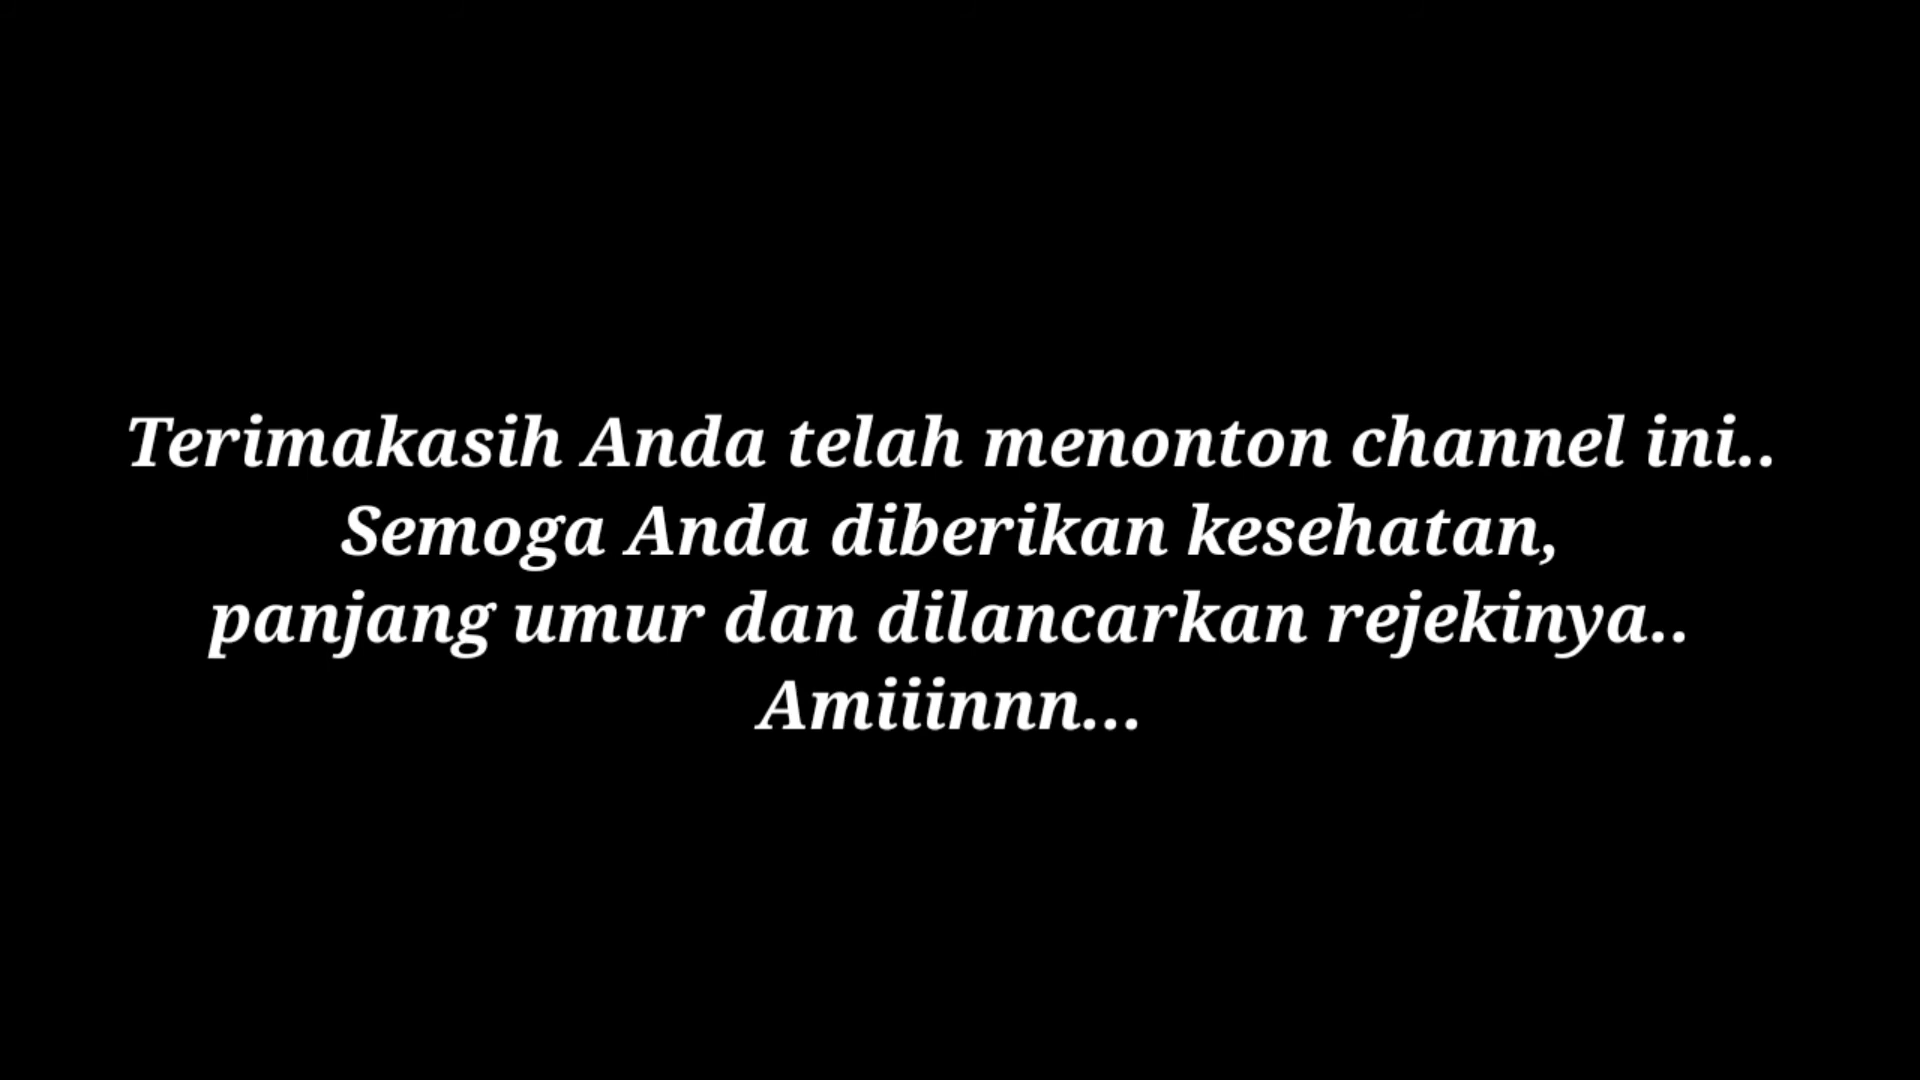 Terimakasih Anda telah menonton channel ini..
Semoga Anda diberikan kesehatan,
panjang umur dan dilancarkan rejekinya..
Amiiinnn...